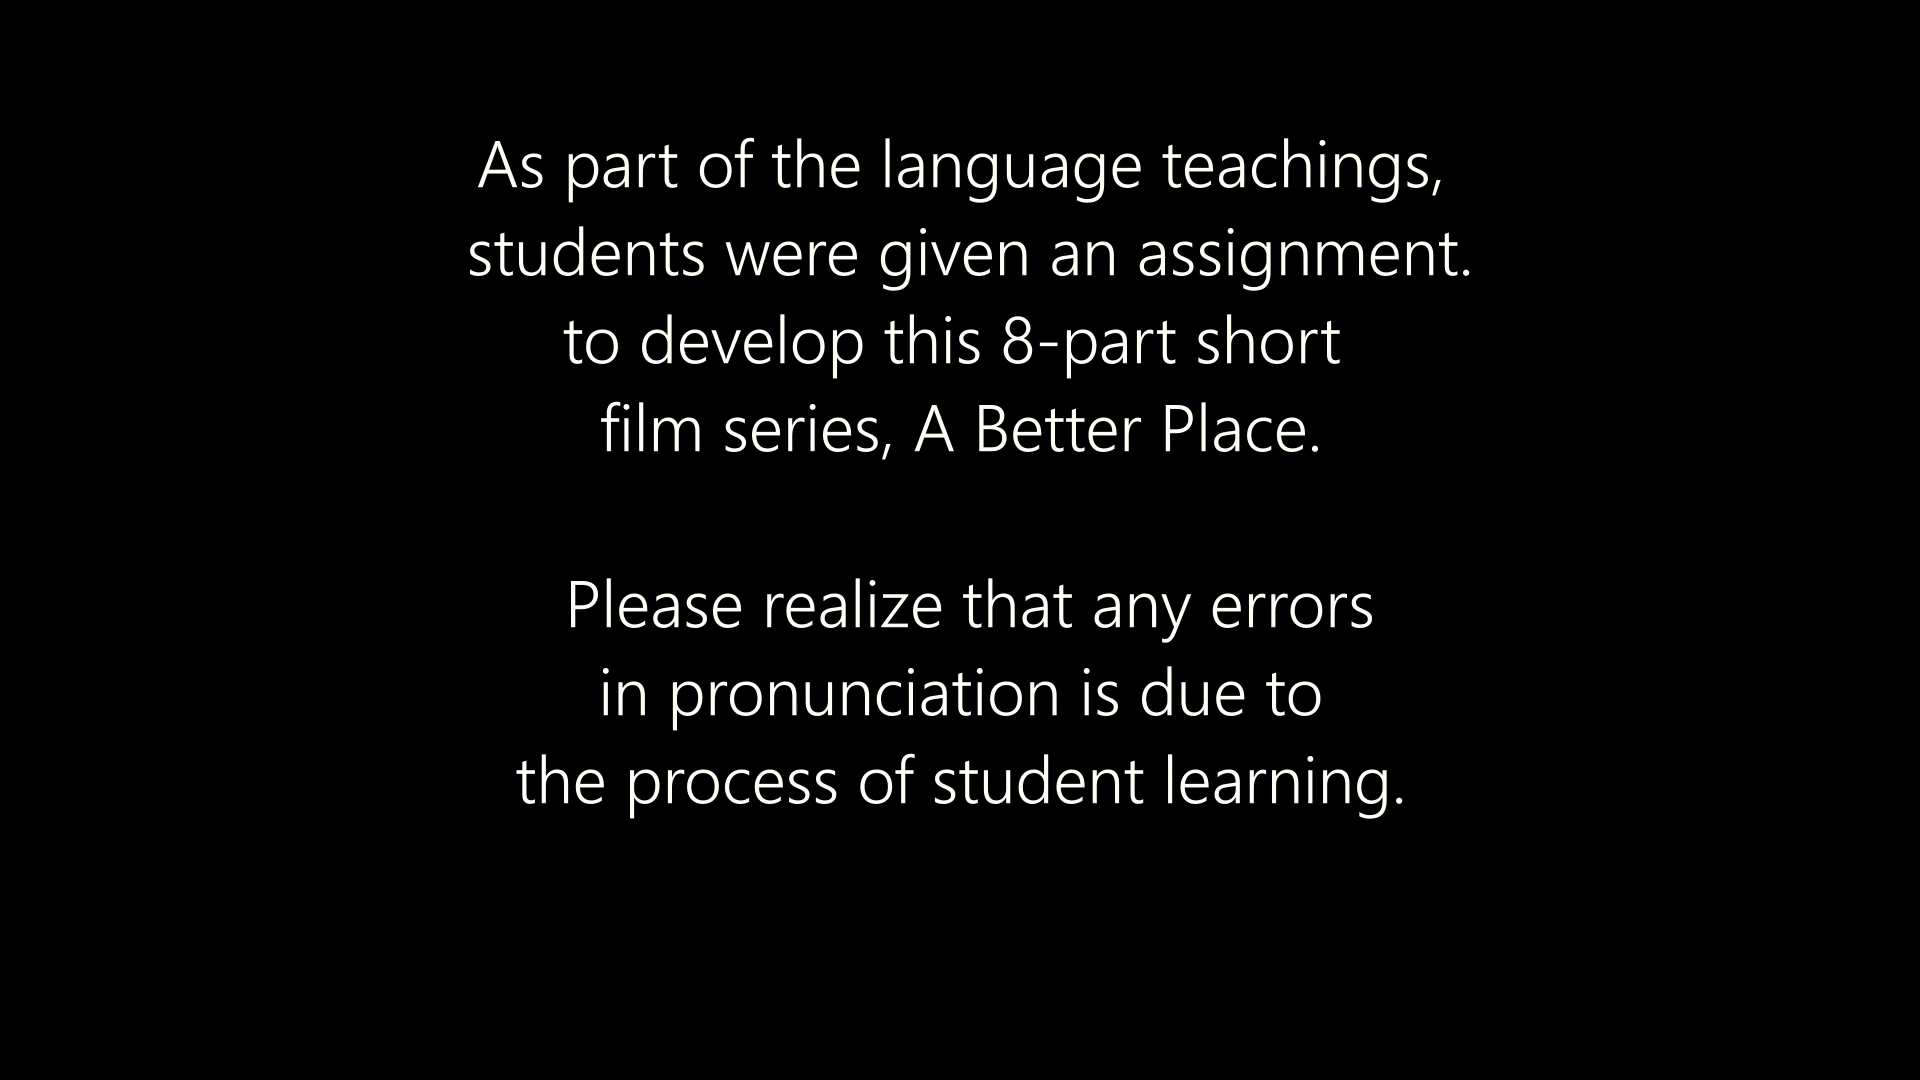 As part of the language teachings,
students were given an assignment.
to develop this 8-part short
film series, A Better Place.
Please realize that any errors
in pronunciation is due to
the process of student learning.